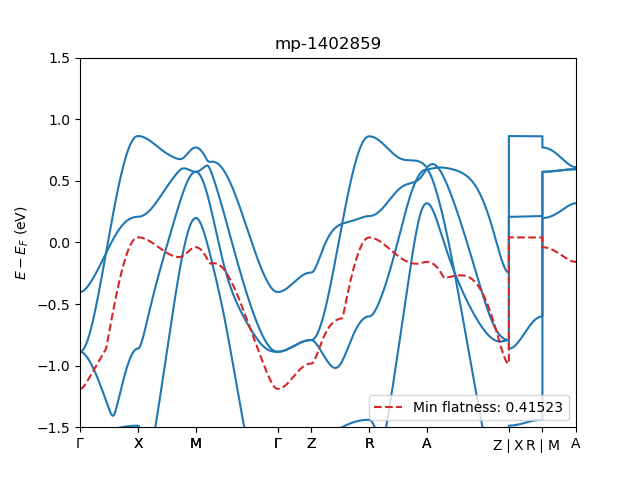 mp-1402859
1.5
1.0
0.5
0.0
−0.5
−1.0
−1.5
E − E_F (eV)
Min flatness: 0.41523
Γ X M Γ Z R A Z | X R | M A